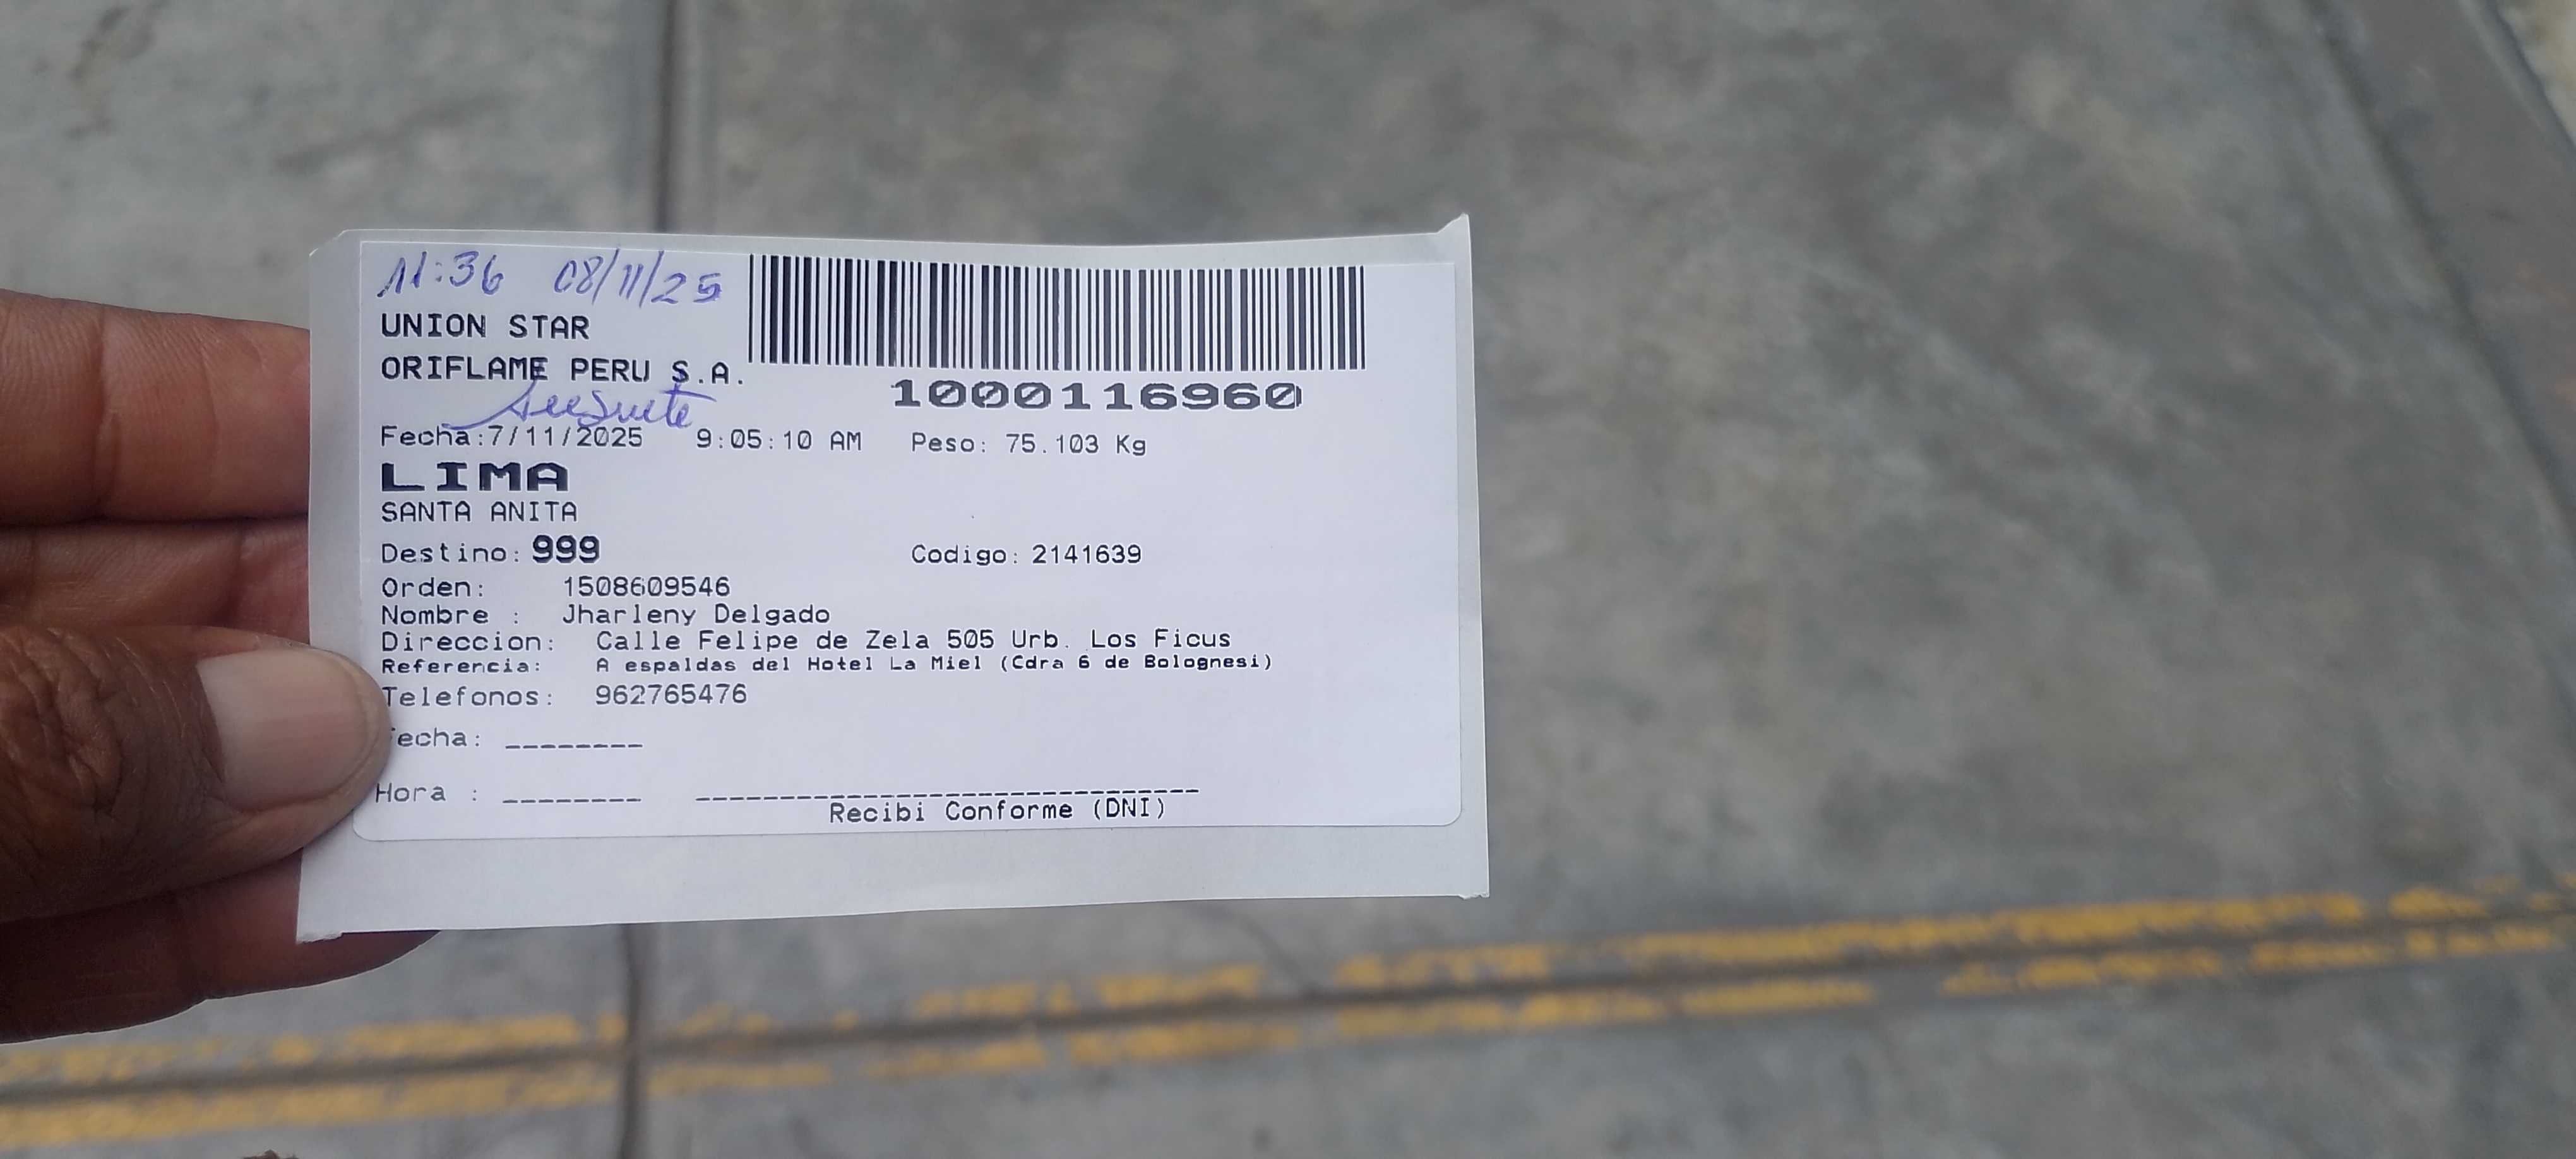 11:36 08/11/25
UNION STAR
ORIFLAME PERU S.A.
1000116960
Fecha:7/11/2025 9:05:10 AM Peso: 75.103 Kg
LIMA
SANTA ANITA
Destino: 999 Codigo: 2141639
Orden: 1508609546
Nombre : Jharleny Delgado
Direccion: Calle Felipe de Zela 505 Urb. Los Ficus
Referencia: A espaldas del Hotel La Miel (Cdra 6 de Bolognesi)
Telefonos: 962765476
echa: ________
Hora : ________
Recibi Conforme (DNI)